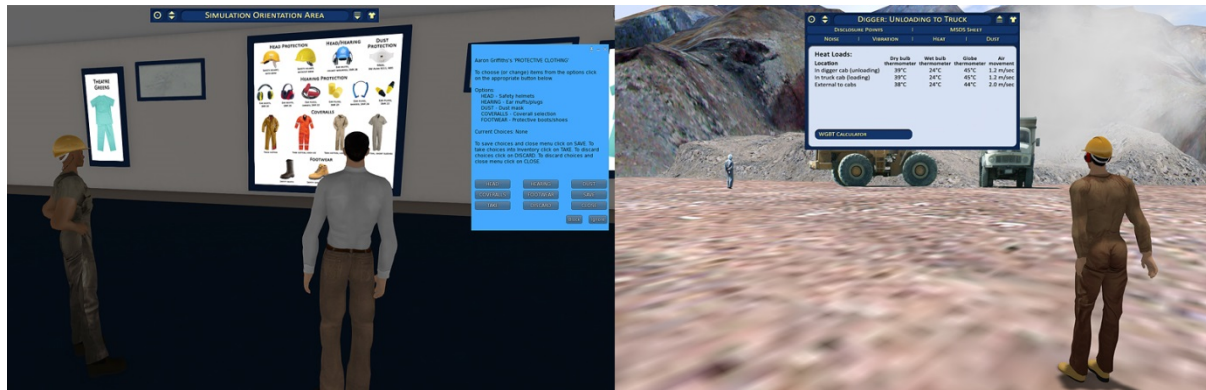 SIMULATION ORIENTATION AREA
THEATRE
GREENS
HEAD PROTECTION
HEAD/HEARING
DUST
PROTECTION
HEARING PROTECTION
COVERALLS
FOOTWEAR
Aaron Griffiths's 'PROTECTIVE CLOTHING'
To choose (or change) items from the options click
on the appropriate button below.
Options:
HEAD - Safety helmets
HEARING - Ear muffs/plugs
DUST - Dust mask
COVERALLS - Coverall selection
FOOTWEAR - Protective boots/shoes
Current Choices: None
To save choices and close menu click on SAVE. To
take choices into Inventory click on TAKE. To discard
choices click on DISCARD. To discard choices and
close menu click on CLOSE.
HEAD HEARING DUST
COVERALLS FOOTWEAR SAVE
TAKE DISCARD CLOSE
DIGGER: UNLOADING TO TRUCK
DISCLOSURE POINTS MSDS SHEET
NOISE VIBRATION HEAT DUST
Heat Loads:
Location Dry bulb thermometer Wet bulb thermometer Globe thermometer Air movement
In digger cab (unloading) 39°C 24°C 45°C 1.2 m/sec
In truck cab (loading) 39°C 24°C 45°C 1.2 m/sec
External to cabs 38°C 24°C 44°C 2.0 m/sec
WGBT CALCULATOR